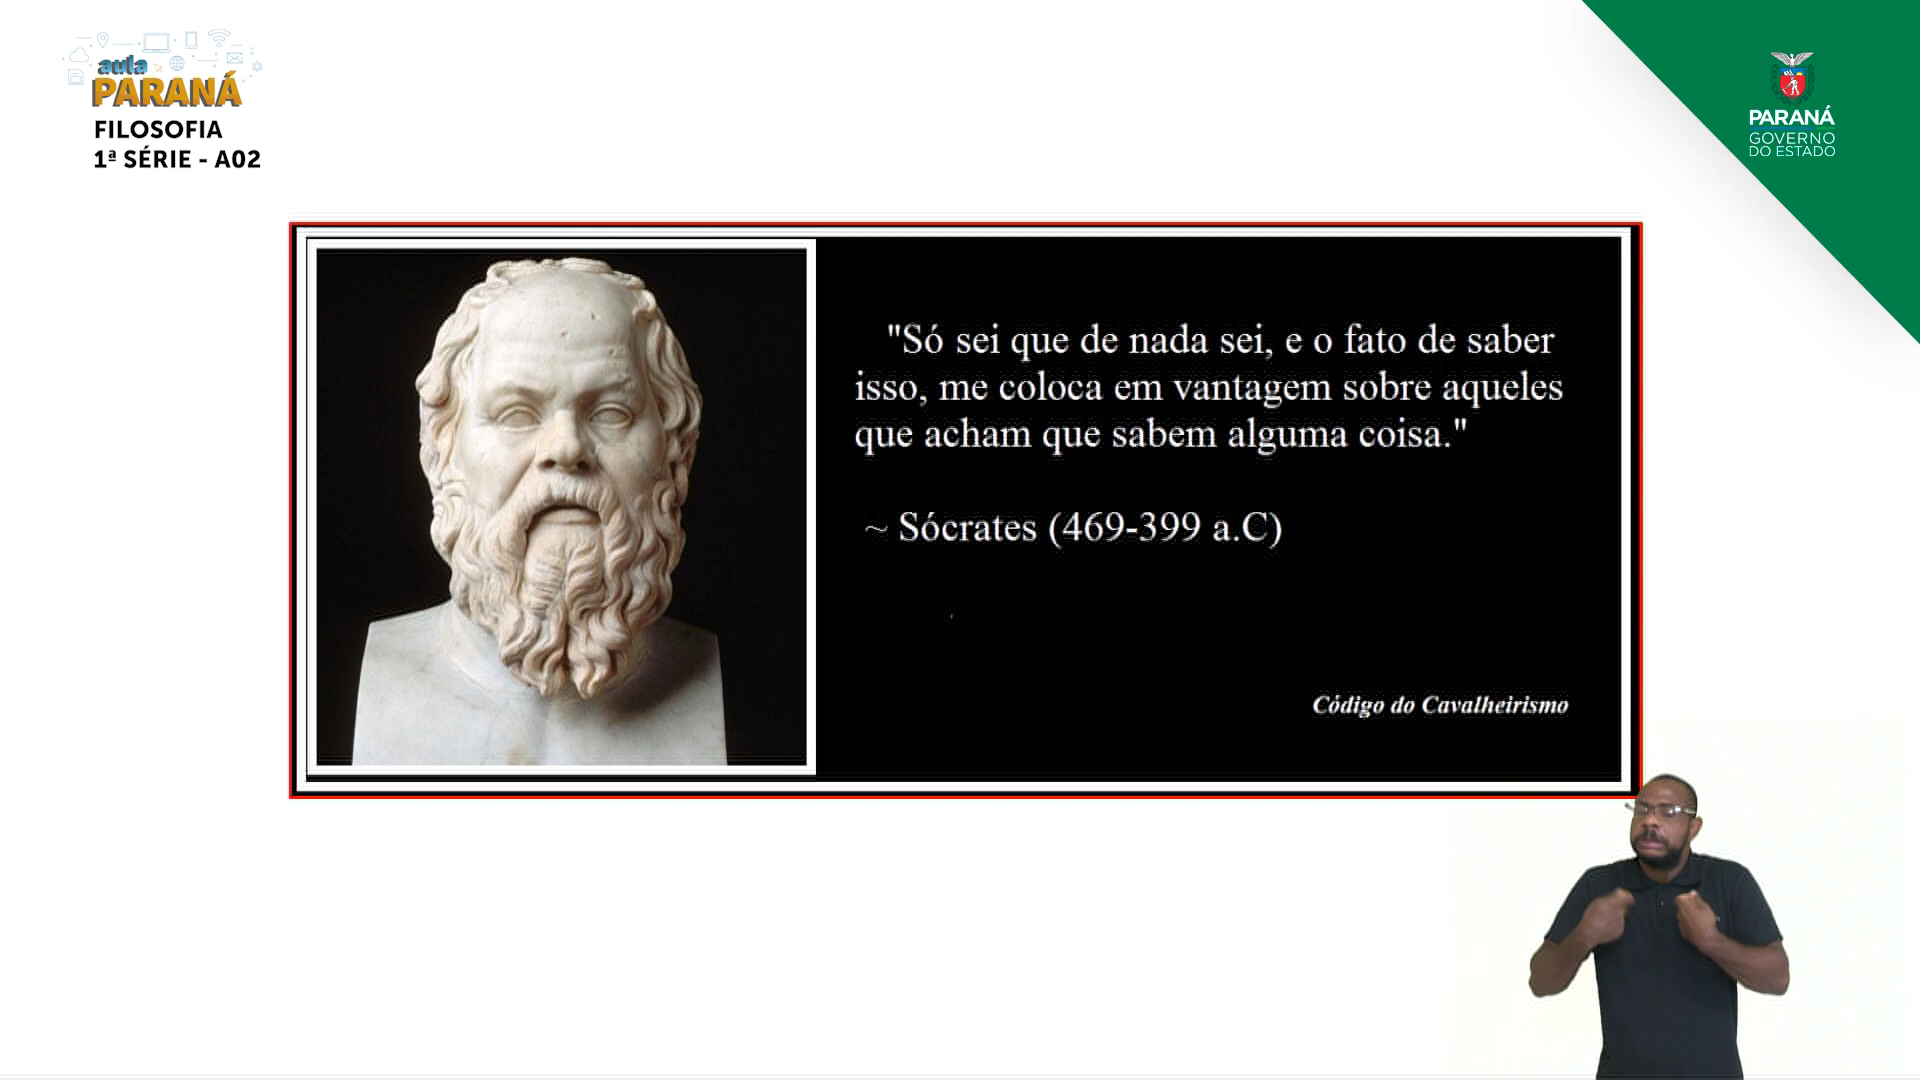 aula
PARANÁ
FILOSOFIA
1ª SÉRIE - A02
PARANÁ
GOVERNO
DO ESTADO
"Só sei que de nada sei, e o fato de saber
isso, me coloca em vantagem sobre aqueles
que acham que sabem alguma coisa."
~ Sócrates (469-399 a.C)
Código do Cavalheirismo